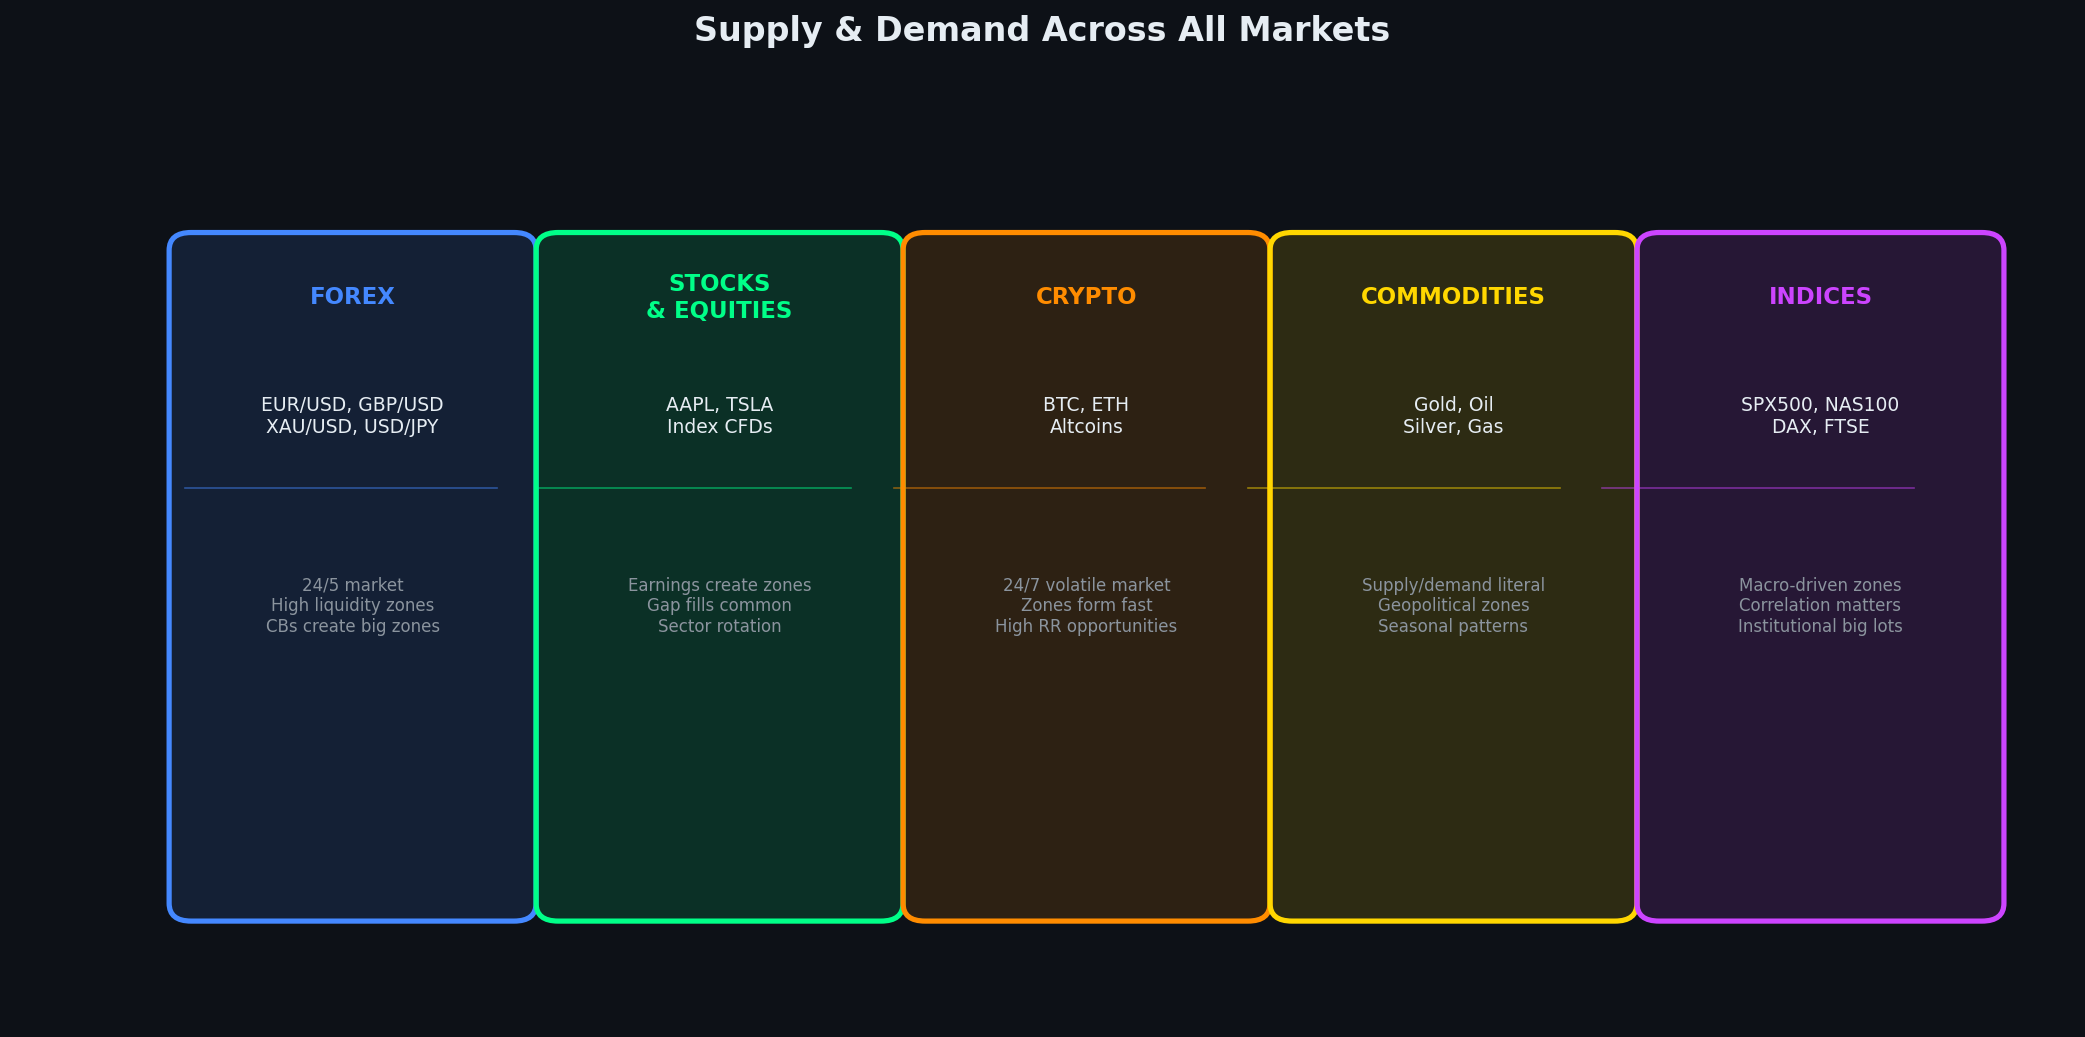 Supply & Demand Across All Markets
FOREX
EUR/USD, GBP/USD
XAU/USD, USD/JPY
24/5 market
High liquidity zones
CBs create big zones
STOCKS
& EQUITIES
AAPL, TSLA
Index CFDs
Earnings create zones
Gap fills common
Sector rotation
CRYPTO
BTC, ETH
Altcoins
24/7 volatile market
Zones form fast
High RR opportunities
COMMODITIES
Gold, Oil
Silver, Gas
Supply/demand literal
Geopolitical zones
Seasonal patterns
INDICES
SPX500, NAS100
DAX, FTSE
Macro-driven zones
Correlation matters
Institutional big lots